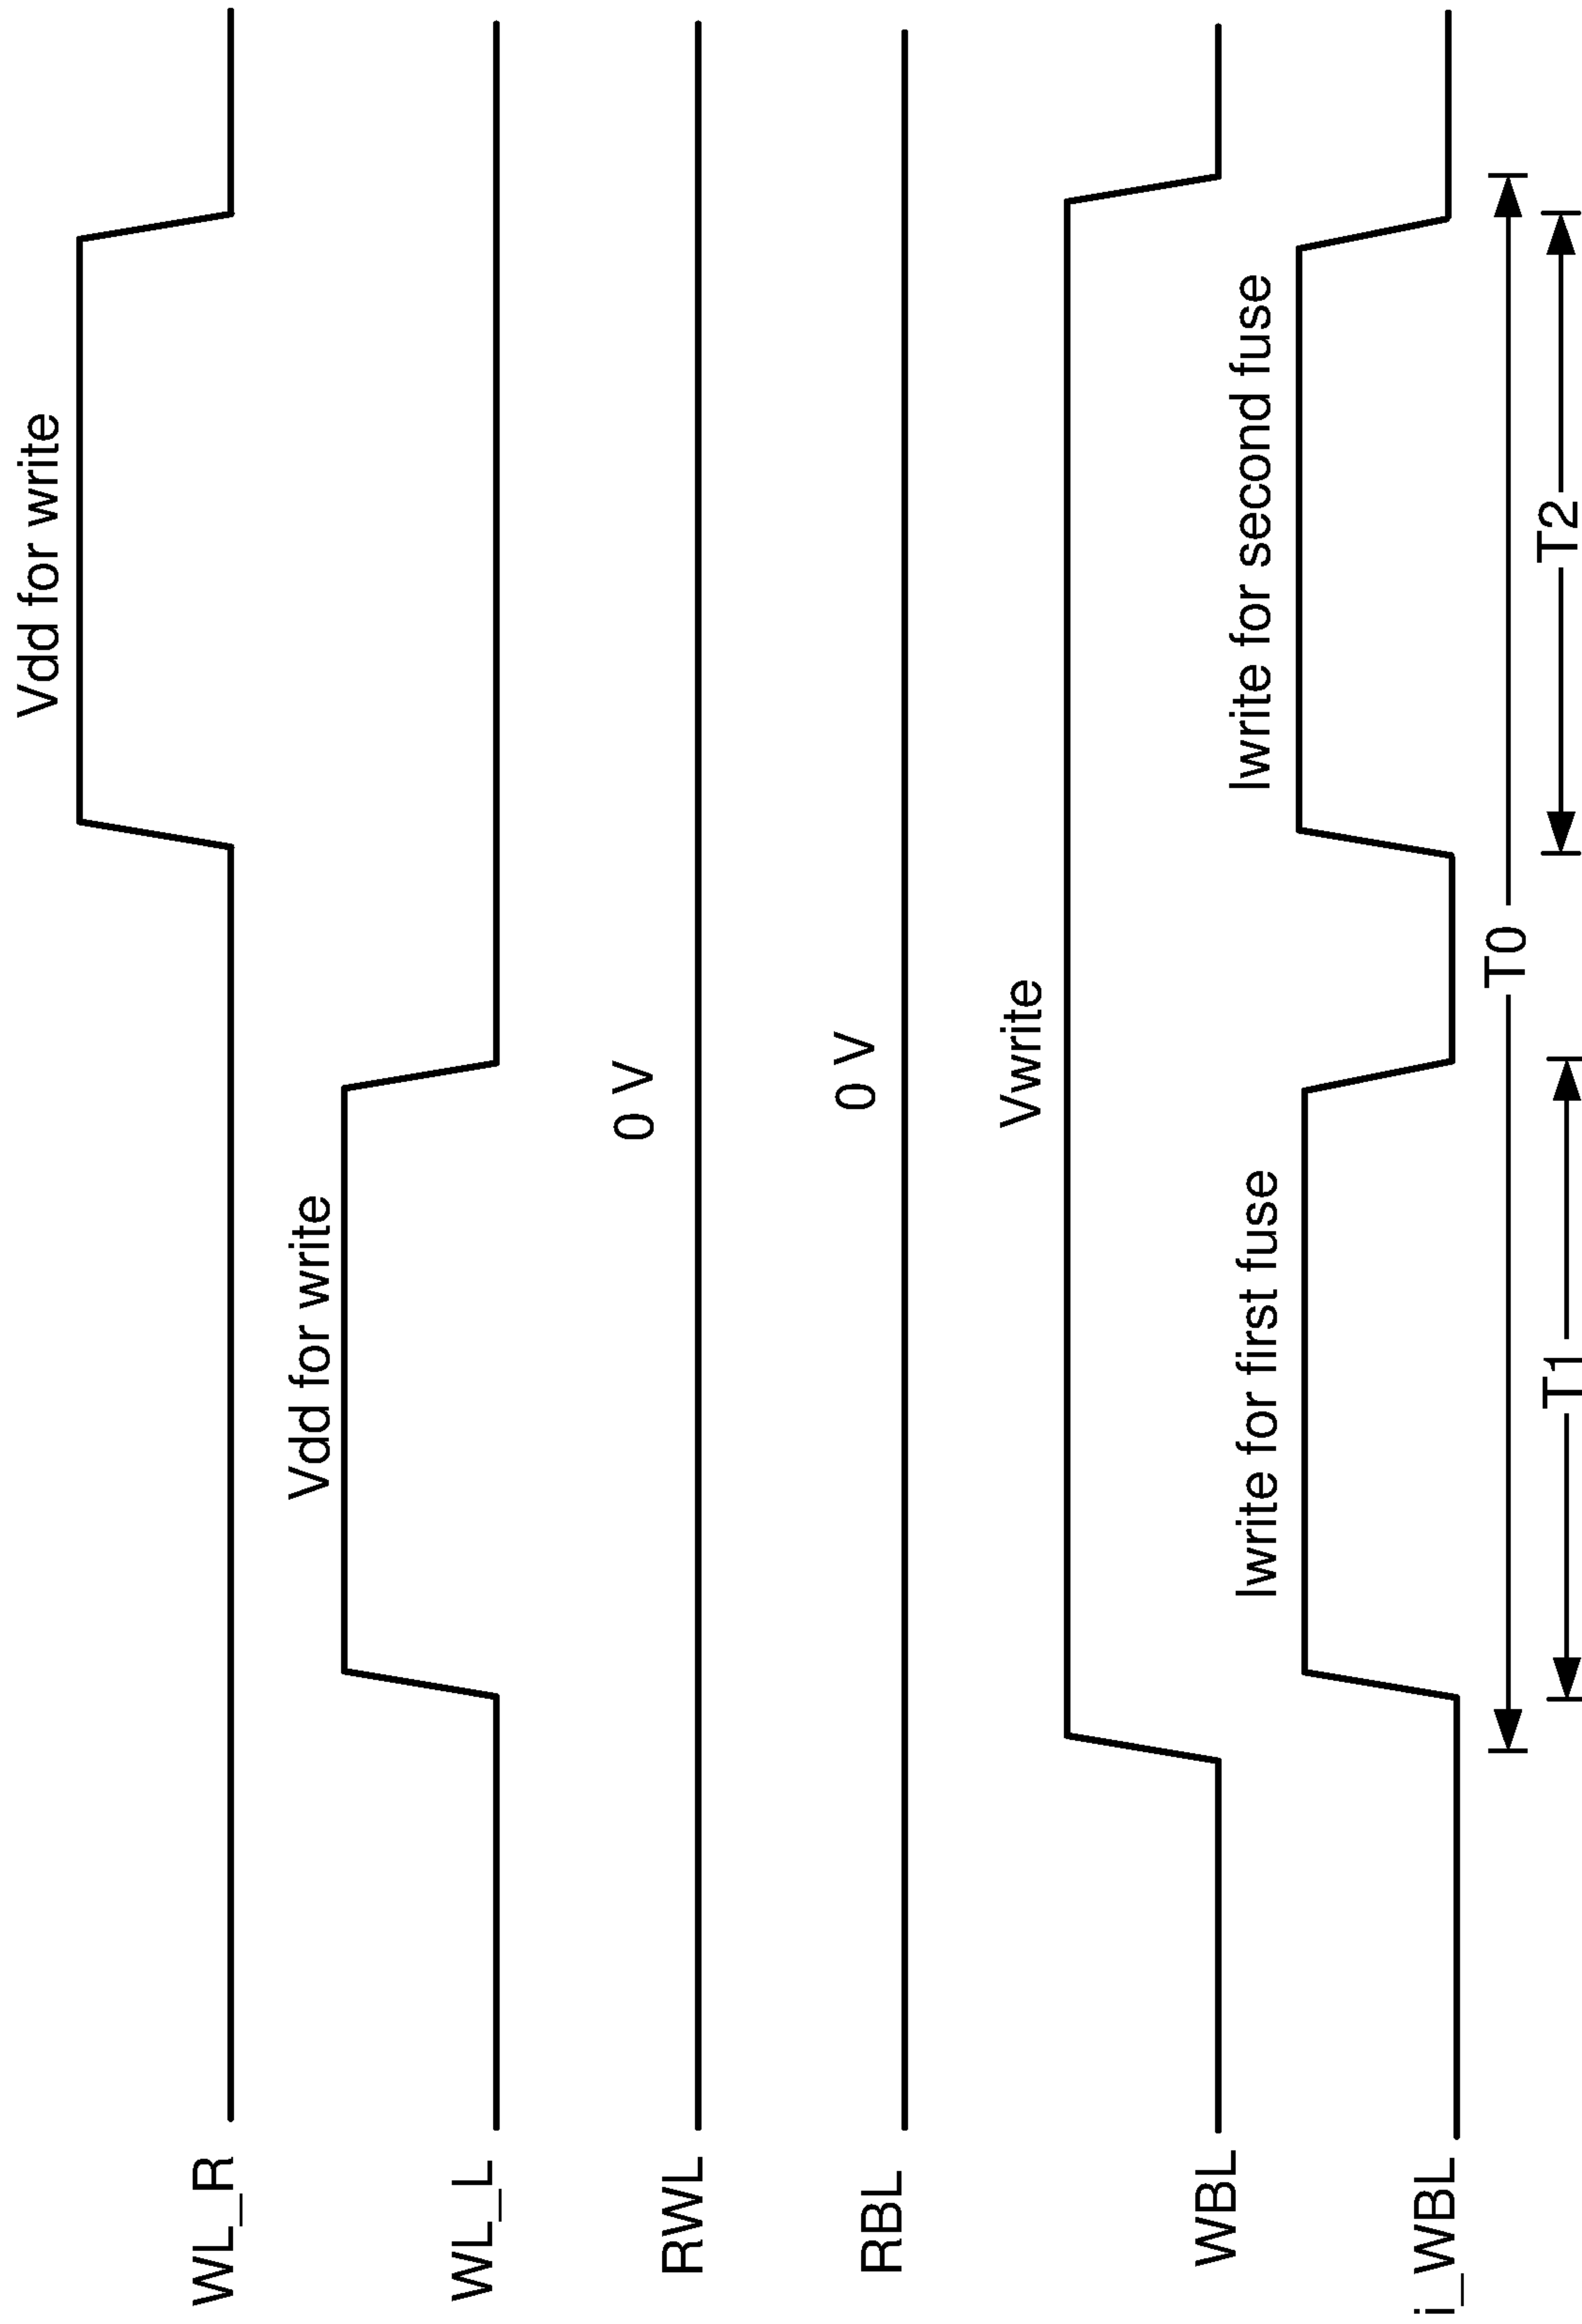 WL_R
Vdd for write
WL_L
Vdd for write
RWL
0 V
RBL
0 V
WBL
Vwrite
i_WBL
Iwrite for first fuse
Iwrite for second fuse
T0
T1
T2